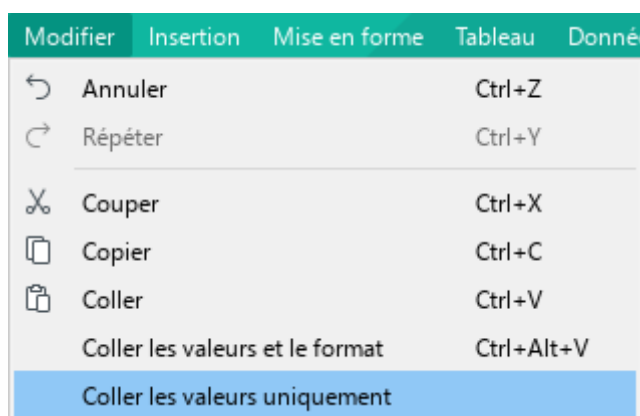 Modifier Insertion Mise en forme Tableau Donné
Annuler Ctrl+Z
Répéter Ctrl+Y
Couper Ctrl+X
Copier Ctrl+C
Coller Ctrl+V
Coller les valeurs et le format Ctrl+Alt+V
Coller les valeurs uniquement